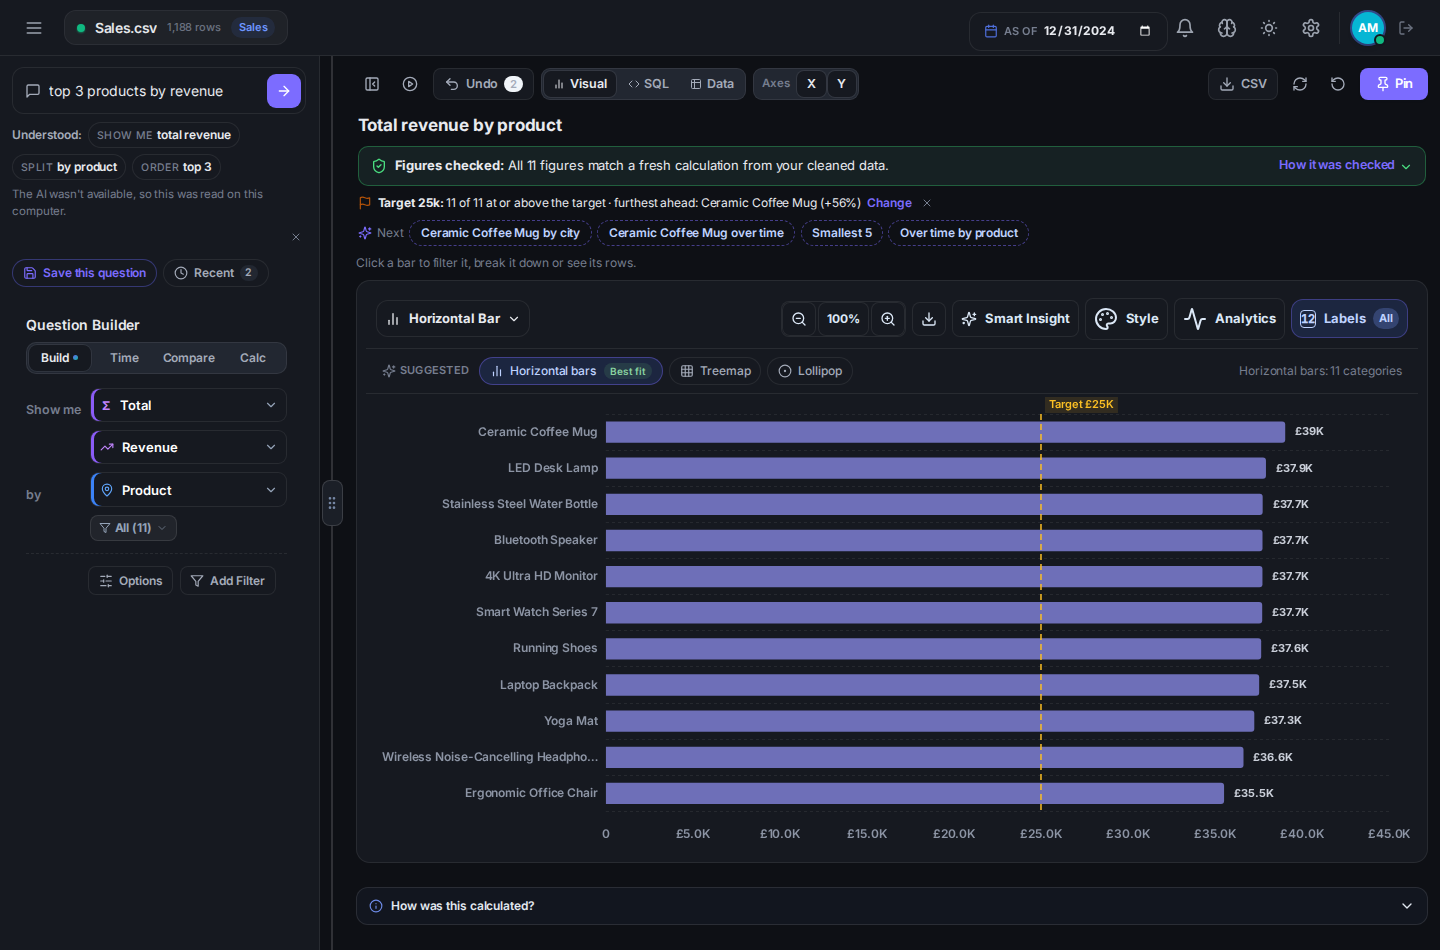 Sales.csv 1,188 rows Sales
AS OF 12/31/2024
AM
top 3 products by revenue
Understood: SHOW ME total revenue
SPLIT by product ORDER top 3
The AI wasn't available, so this was read on this
computer.
Save this question Recent 2
Question Builder
Build Time Compare Calc
Show me Σ Total
Revenue
by Product
All (11)
Options Add Filter
Undo 2 Visual SQL Data Axes X Y CSV Pin
Total revenue by product
Figures checked: All 11 figures match a fresh calculation from your cleaned data. How it was checked
Target 25k: 11 of 11 at or above the target · furthest ahead: Ceramic Coffee Mug (+56%) Change
Next Ceramic Coffee Mug by city Ceramic Coffee Mug over time Smallest 5 Over time by product
Click a bar to filter it, break it down or see its rows.
Horizontal Bar 100% Smart Insight Style Analytics 12 Labels All
SUGGESTED Horizontal bars Best fit Treemap Lollipop Horizontal bars: 11 categories
Target £25K
Ceramic Coffee Mug £39K
LED Desk Lamp £37.9K
Stainless Steel Water Bottle £37.7K
Bluetooth Speaker £37.7K
4K Ultra HD Monitor £37.7K
Smart Watch Series 7 £37.7K
Running Shoes £37.6K
Laptop Backpack £37.5K
Yoga Mat £37.3K
Wireless Noise-Cancelling Headpho... £36.6K
Ergonomic Office Chair £35.5K
0 £5.0K £10.0K £15.0K £20.0K £25.0K £30.0K £35.0K £40.0K £45.0K
How was this calculated?